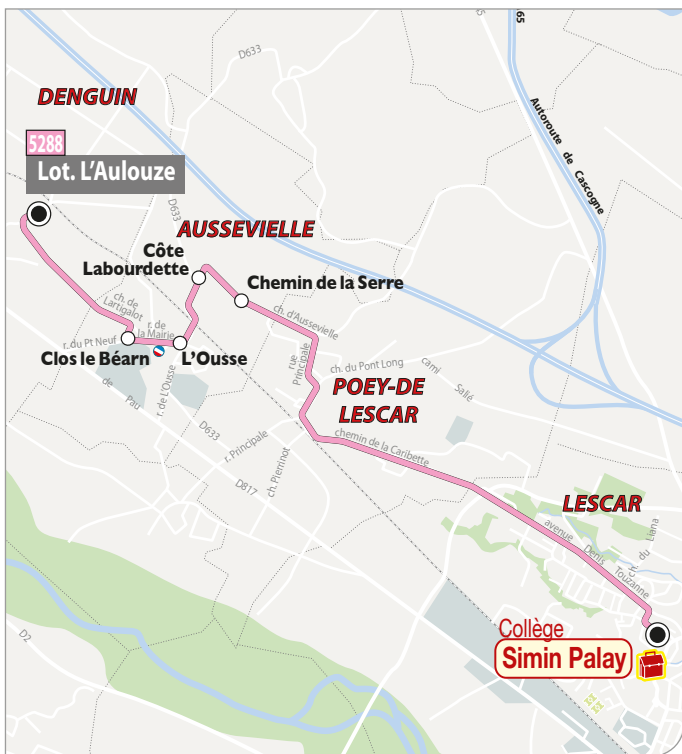 65
D633
DENGUIN
Autoroute de Gascogne
5288
Lot. L'Aulouze
D633
AUSSEVIELLE
Côte
Labourdette
Chemin de la Serre
ch. de
Lartigalot
ch. d'Aussevielle
r. de
la Mairie
r. du Pt Neuf
Clos le Béarn
L'Ousse
rue
Principale
ch. du Pont Long
cami
Salié
de
Pau
r. de L'Ousse
POEY-DE
LESCAR
D633
r. Principale
chemin de la Caribette
ch. Pierrinot
D817
LESCAR
avenue
Denis
Touzanne
ch. du Liana
D2
Collège
Simin Palay